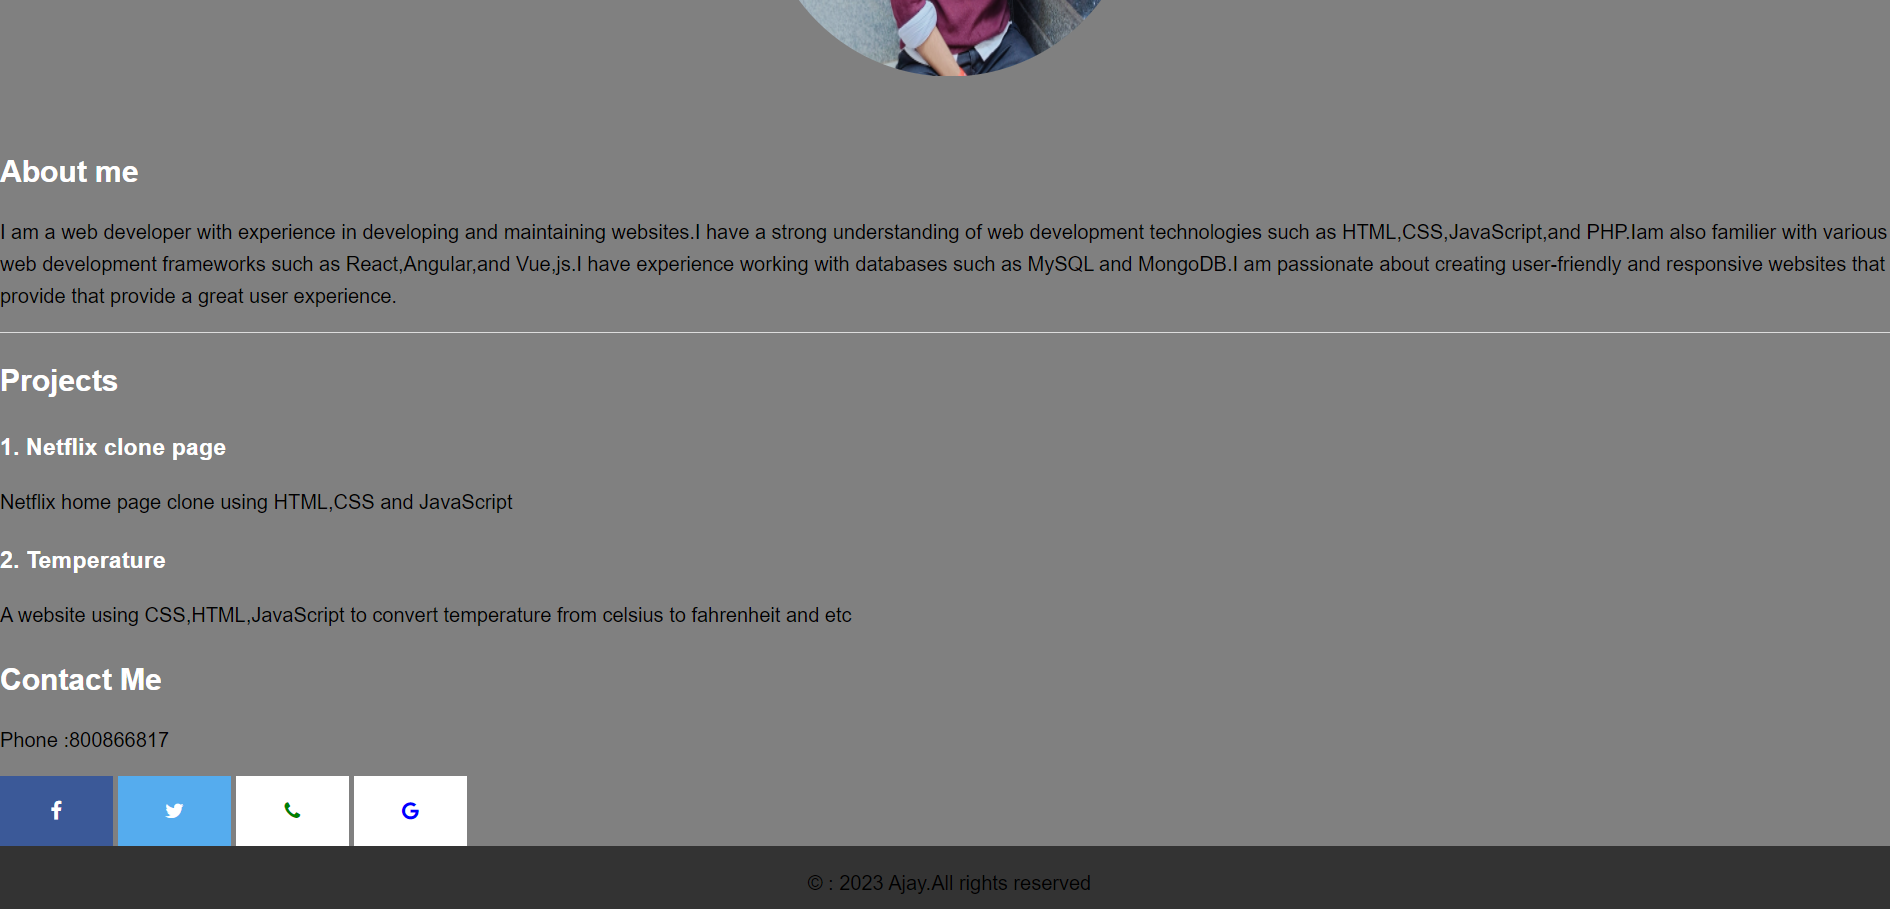 About me
I am a web developer with experience in developing and maintaining websites.I have a strong understanding of web development technologies such as HTML,CSS,JavaScript,and PHP.Iam also familier with various
web development frameworks such as React,Angular,and Vue,js.I have experience working with databases such as MySQL and MongoDB.I am passionate about creating user-friendly and responsive websites that
provide that provide a great user experience.
Projects
1. Netflix clone page
Netflix home page clone using HTML,CSS and JavaScript
2. Temperature
A website using CSS,HTML,JavaScript to convert temperature from celsius to fahrenheit and etc
Contact Me
Phone :800866817
© : 2023 Ajay.All rights reserved